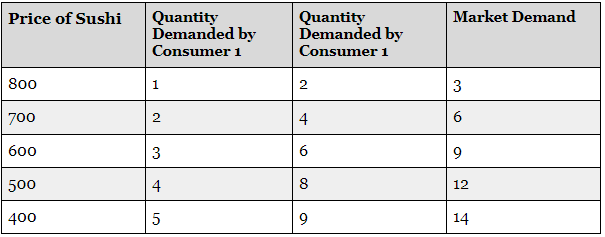 Price of Sushi Quantity Demanded by Consumer 1 Quantity Demanded by Consumer 1 Market Demand
800 1 2 3
700 2 4 6
600 3 6 9
500 4 8 12
400 5 9 14